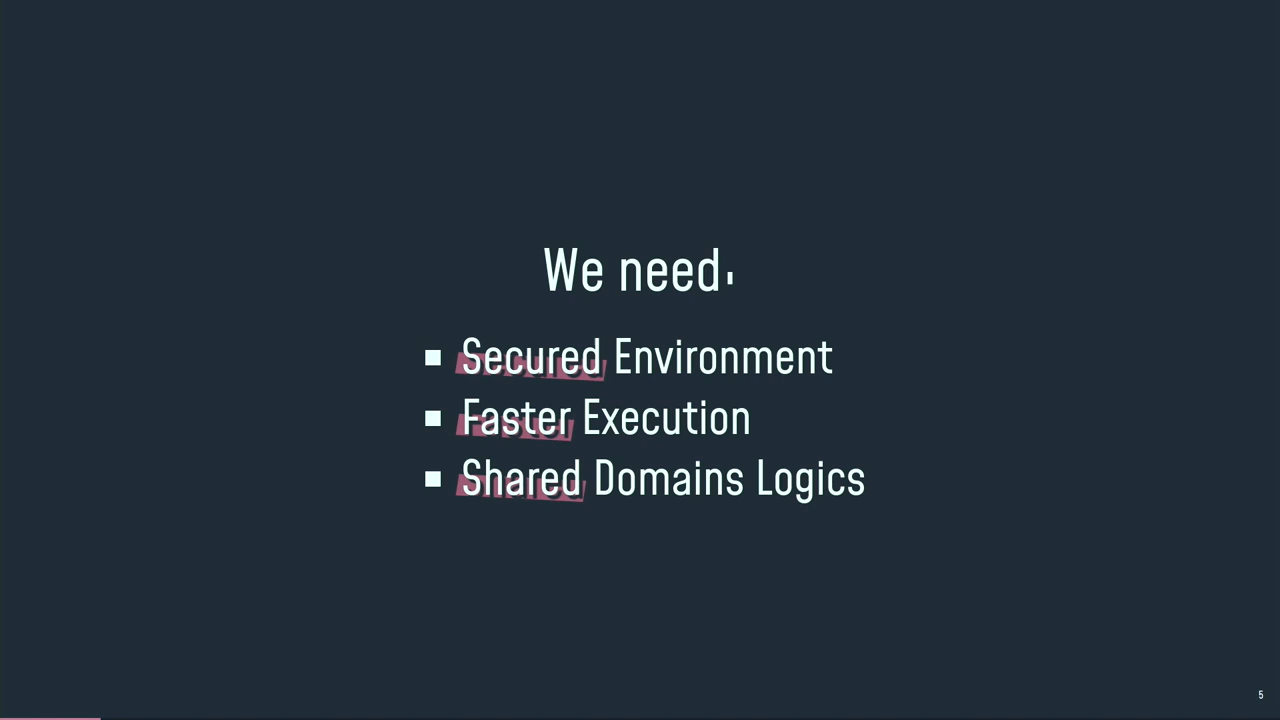 We need:
▪ Secured Environment
▪ Faster Execution
▪ Shared Domains Logics
5